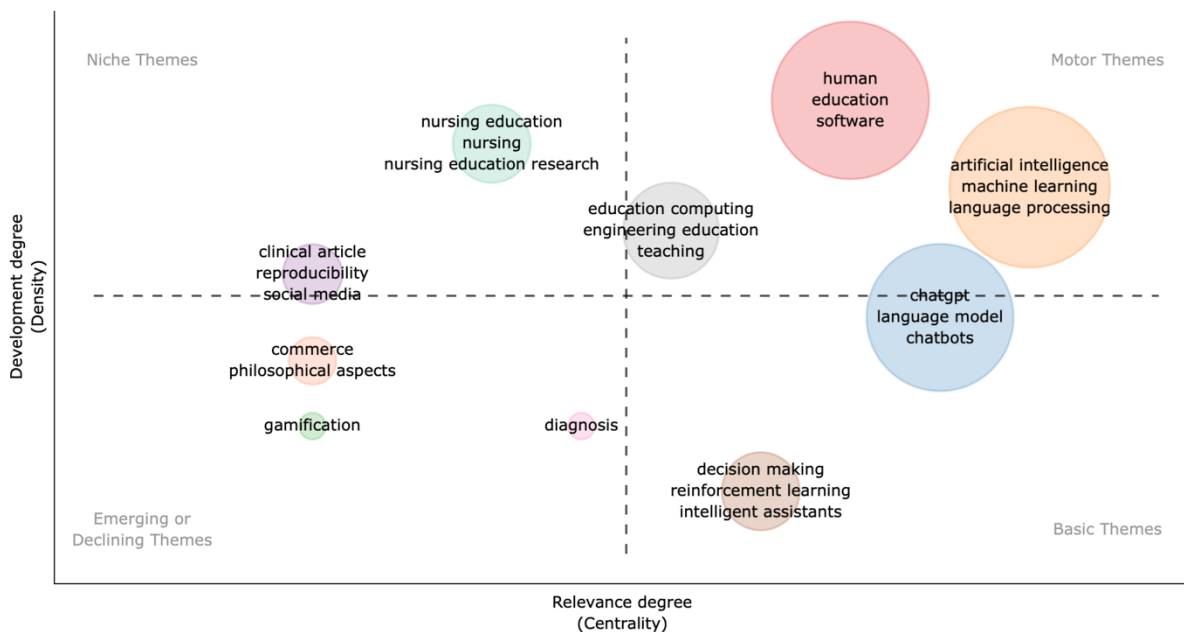 Niche Themes
Motor Themes
human
education
software
nursing education
nursing
nursing education research
artificial intelligence
machine learning
language processing
education computing
engineering education
teaching
clinical article
reproducibility
social media
chatgpt
language model
chatbots
commerce
philosophical aspects
gamification
diagnosis
decision making
reinforcement learning
intelligent assistants
Emerging or
Declining Themes
Basic Themes
Development degree
(Density)
Relevance degree
(Centrality)